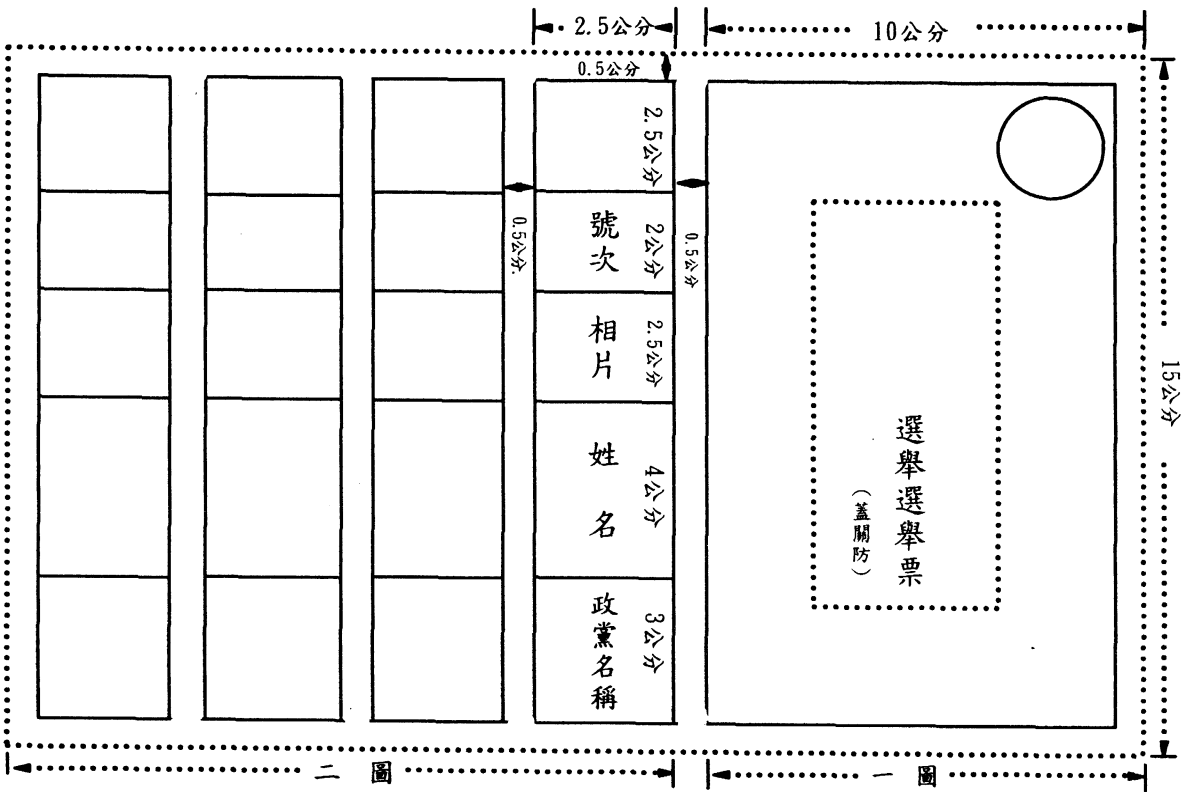 10公分
2.5公分
0.5公分
15公分
選舉選舉票
（蓋關防）
0.5公分
2.5公分
2公分
2.5公分
4公分
3公分
號次
相片
姓名
政黨名稱
0.5公分
圖一
圖二